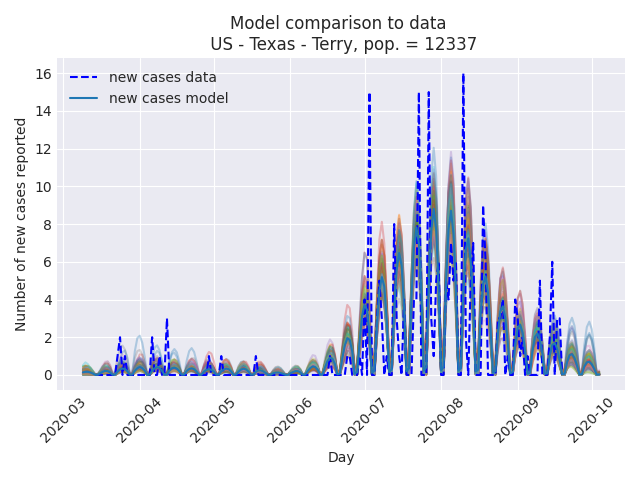 Model comparison to data
US - Texas - Terry, pop. = 12337
new cases data
new cases model
Number of new cases reported
16
14
12
10
8
6
4
2
0
2020-03
2020-04
2020-05
2020-06
2020-07
2020-08
2020-09
2020-10
Day